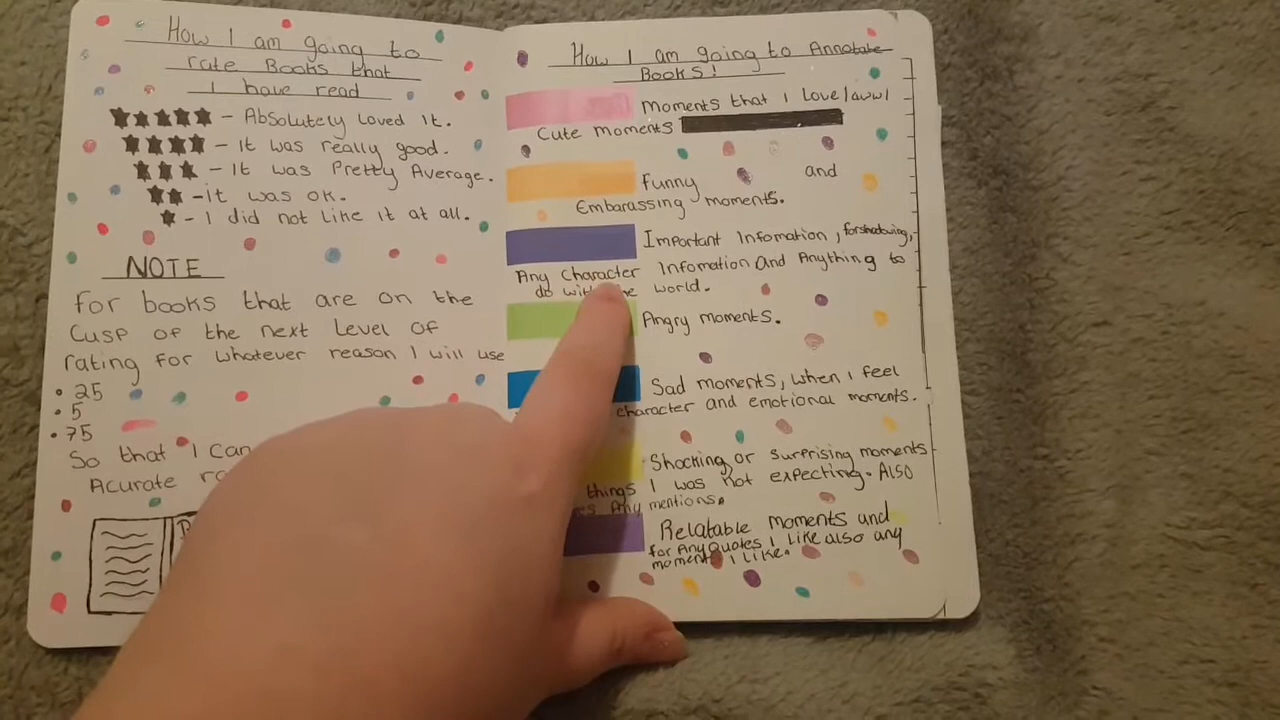 How I am going to
rate Books that
I have read
- Absolutely loved It.
- It was really good.
- It was Pretty Average.
- it was ok.
- I did not like it at all.
NOTE
for books that are on the
Cusp of the next Level of
rating for whatever reason I will use
• 25
• 5
• 75
So that I can
Acurate
How I am going to Annotate
Books!
Moments that I Love/aww/
Cute moments
Funny and
Embarassing moments.
Important Infomation, forshadowing,
Any Character Infomation and Anything to
do with world.
Angry moments.
Sad moments, when I feel
character and emotional moments.
Shocking or surprising moments
things I was not expecting. Also
Any mentions.
Relatable moments and
for Any Quotes I like also any
moment I like.